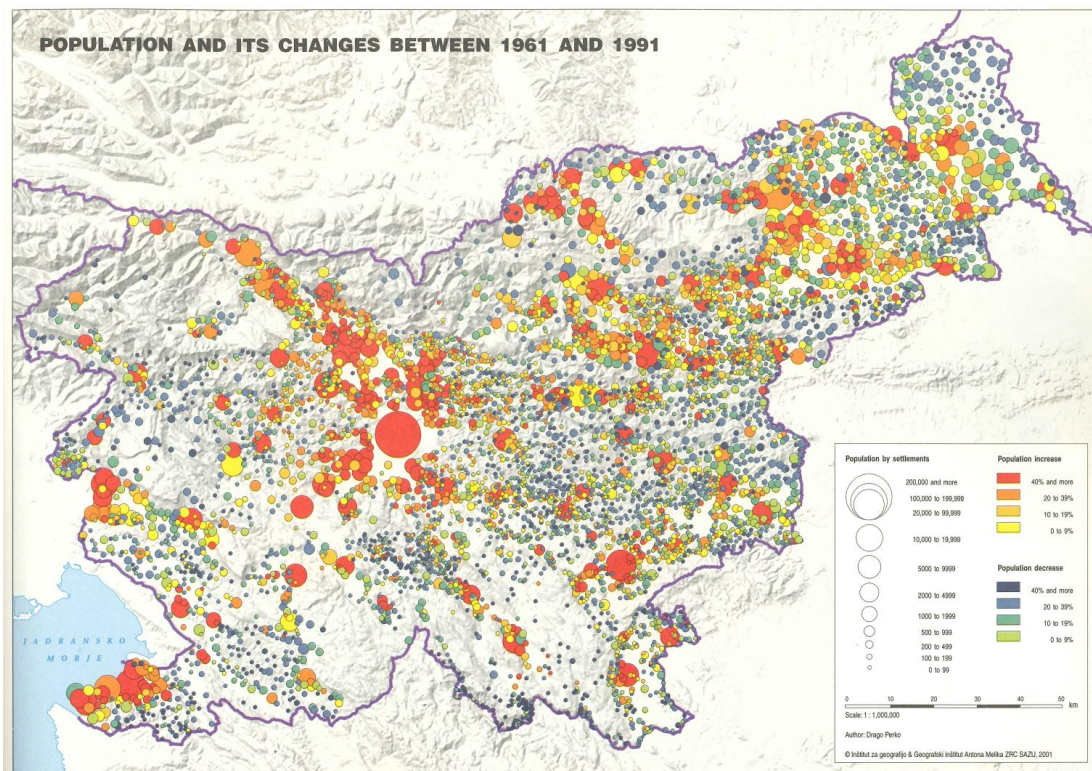 POPULATION AND ITS CHANGES BETWEEN 1961 AND 1991
JADRANSKO
MORJE
Population by settlements
200,000 and more
100,000 to 199,999
20,000 to 99,999
10,000 to 19,999
5000 to 9999
2000 to 4999
1000 to 1999
500 to 999
200 to 499
100 to 199
0 to 99
Population increase
40% and more
20 to 39%
10 to 19%
0 to 9%
Population decrease
40% and more
20 to 39%
10 to 19%
0 to 9%
0 10 20 30 40 50 km
Scale: 1 : 1,000,000
Author: Drago Perko
© Inštitut za geografijo & Geografski inštitut Antona Melika ZRC SAZU, 2001